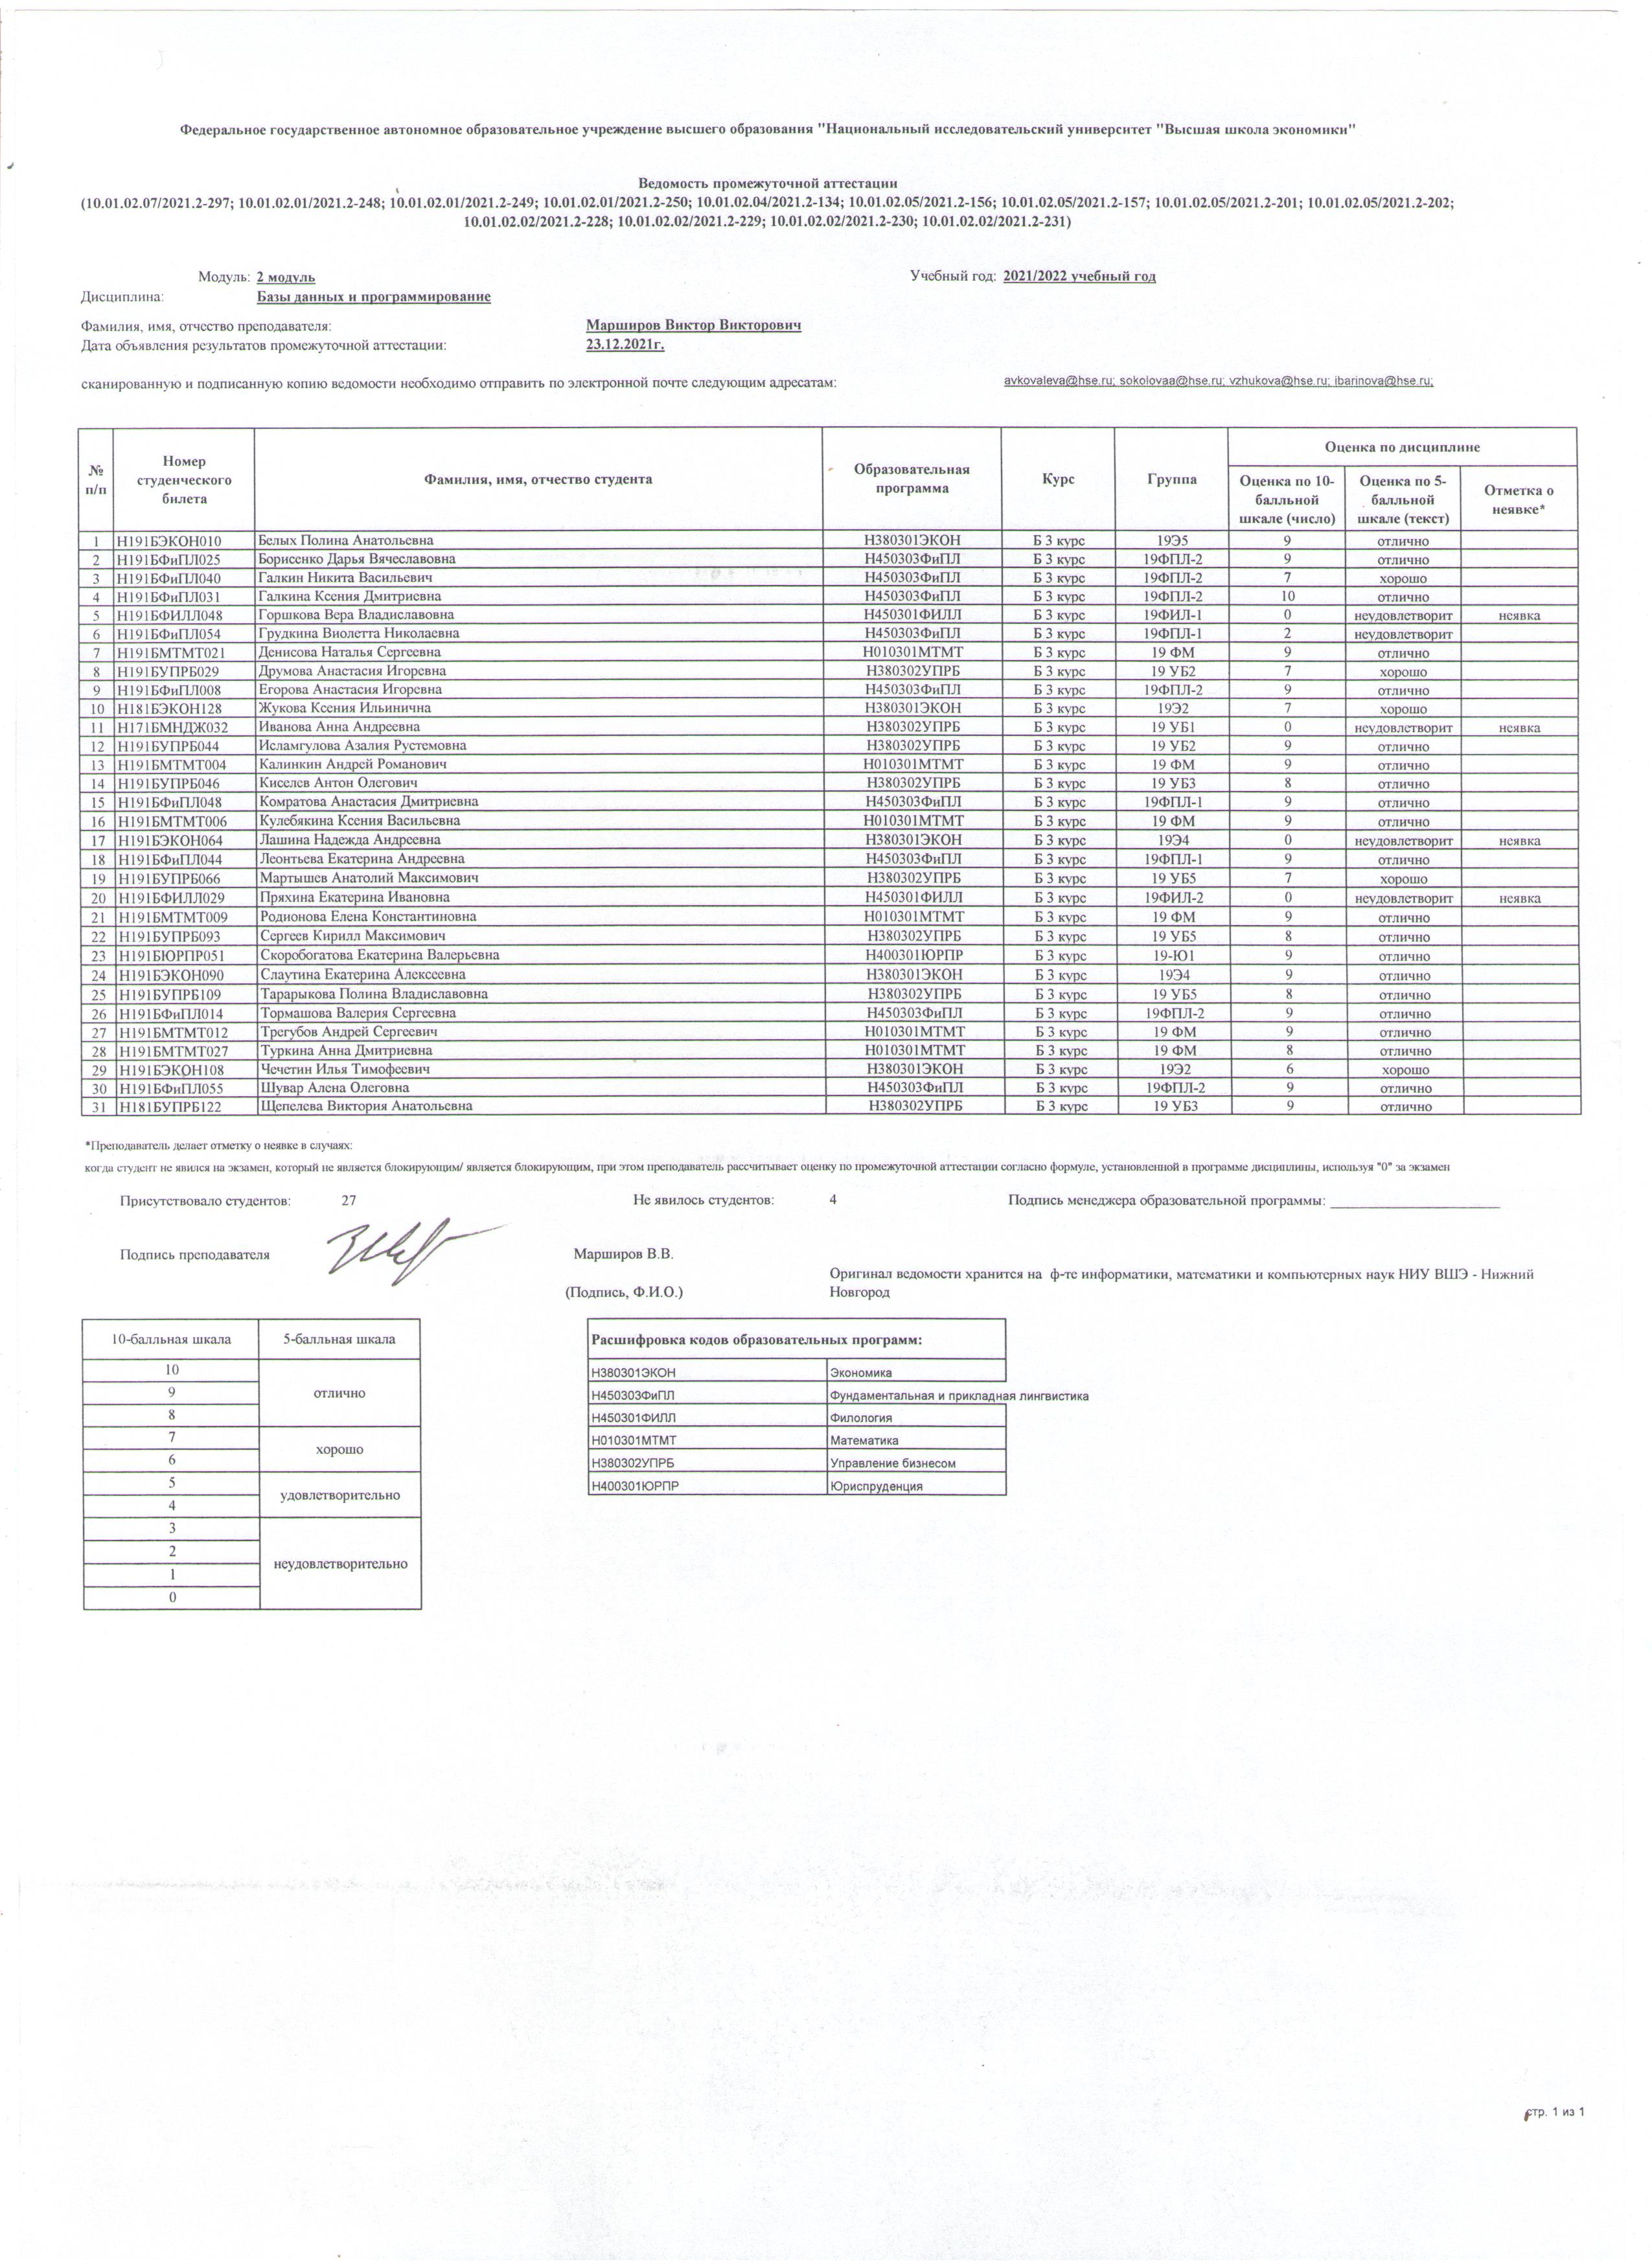 Федеральное государственное автономное образовательное учреждение высшего образования "Национальный исследовательский университет "Высшая школа экономики"
Ведомость промежуточной аттестации
(10.01.02.07/2021.2-297; 10.01.02.01/2021.2-248; 10.01.02.01/2021.2-249; 10.01.02.01/2021.2-250; 10.01.02.04/2021.2-134; 10.01.02.05/2021.2-156; 10.01.02.05/2021.2-157; 10.01.02.05/2021.2-201; 10.01.02.05/2021.2-202;
10.01.02.02/2021.2-228; 10.01.02.02/2021.2-229; 10.01.02.02/2021.2-230; 10.01.02.02/2021.2-231)
Модуль: 2 модуль Учебный год: 2021/2022 учебный год
Дисциплина: Базы данных и программирование
Фамилия, имя, отчество преподавателя: Марширов Виктор Викторович
Дата объявления результатов промежуточной аттестации: 23.12.2021г.
сканированную и подписанную копию ведомости необходимо отправить по электронной почте следующим адресатам: avkovaleva@hse.ru; sokolovaa@hse.ru; vzhukova@hse.ru; ibarinova@hse.ru;
№ п/п Номер студенческого билета Фамилия, имя, отчество студента Образовательная программа Курс Группа Оценка по дисциплине
Оценка по 10-балльной шкале (число) Оценка по 5-балльной шкале (текст) Отметка о неявке*
1 Н191БЭКОН010 Белых Полина Анатольевна Н380301ЭКОН Б 3 курс 19Э5 9 отлично
2 Н191БФиПЛ025 Борисенко Дарья Вячеславовна Н450303ФиПЛ Б 3 курс 19ФПЛ-2 9 отлично
3 Н191БФиПЛ040 Галкин Никита Васильевич Н450303ФиПЛ Б 3 курс 19ФПЛ-2 7 хорошо
4 Н191БФиПЛ031 Галкина Ксения Дмитриевна Н450303ФиПЛ Б 3 курс 19ФПЛ-2 10 отлично
5 Н191БФИЛЛ048 Горшкова Вера Владиславовна Н450301ФИЛЛ Б 3 курс 19ФИЛ-1 0 неудовлетворит неявка
6 Н191БФиПЛ054 Грудкина Виолетта Николаевна Н450303ФиПЛ Б 3 курс 19ФПЛ-1 2 неудовлетворит
7 Н191БМТМТ021 Денисова Наталья Сергеевна Н010301МТМТ Б 3 курс 19 ФМ 9 отлично
8 Н191БУПРБ029 Друмова Анастасия Игоревна Н380302УПРБ Б 3 курс 19 УБ2 7 хорошо
9 Н191БФиПЛ008 Егорова Анастасия Игоревна Н450303ФиПЛ Б 3 курс 19ФПЛ-2 9 отлично
10 Н181БЭКОН128 Жукова Ксения Ильинична Н380301ЭКОН Б 3 курс 19Э2 7 хорошо
11 Н171БМНДЖ032 Иванова Анна Андреевна Н380302УПРБ Б 3 курс 19 УБ1 0 неудовлетворит неявка
12 Н191БУПРБ044 Исламгулова Азалия Рустемовна Н380302УПРБ Б 3 курс 19 УБ2 9 отлично
13 Н191БМТМТ004 Калинкин Андрей Романович Н010301МТМТ Б 3 курс 19 ФМ 9 отлично
14 Н191БУПРБ046 Киселев Антон Олегович Н380302УПРБ Б 3 курс 19 УБ3 8 отлично
15 Н191БФиПЛ048 Комратова Анастасия Дмитриевна Н450303ФиПЛ Б 3 курс 19ФПЛ-1 9 отлично
16 Н191БМТМТ006 Кулебякина Ксения Васильевна Н010301МТМТ Б 3 курс 19 ФМ 9 отлично
17 Н191БЭКОН064 Лашина Надежда Андреевна Н380301ЭКОН Б 3 курс 19Э4 0 неудовлетворит неявка
18 Н191БФиПЛ044 Леонтьева Екатерина Андреевна Н450303ФиПЛ Б 3 курс 19ФПЛ-1 9 отлично
19 Н191БУПРБ066 Мартышев Анатолий Максимович Н380302УПРБ Б 3 курс 19 УБ5 7 хорошо
20 Н191БФИЛЛ029 Пряхина Екатерина Ивановна Н450301ФИЛЛ Б 3 курс 19ФИЛ-2 0 неудовлетворит неявка
21 Н191БМТМТ009 Родионова Елена Константиновна Н010301МТМТ Б 3 курс 19 ФМ 9 отлично
22 Н191БУПРБ093 Сергеев Кирилл Максимович Н380302УПРБ Б 3 курс 19 УБ5 8 отлично
23 Н191БЮРПР051 Скоробогатова Екатерина Валерьевна Н400301ЮРПР Б 3 курс 19-Ю1 9 отлично
24 Н191БЭКОН090 Слаутина Екатерина Алексеевна Н380301ЭКОН Б 3 курс 19Э4 9 отлично
25 Н191БУПРБ109 Тарарыкова Полина Владиславовна Н380302УПРБ Б 3 курс 19 УБ5 8 отлично
26 Н191БФиПЛ014 Тормашова Валерия Сергеевна Н450303ФиПЛ Б 3 курс 19ФПЛ-2 9 отлично
27 Н191БМТМТ012 Трегубов Андрей Сергеевич Н010301МТМТ Б 3 курс 19 ФМ 9 отлично
28 Н191БМТМТ027 Туркина Анна Дмитриевна Н010301МТМТ Б 3 курс 19 ФМ 8 отлично
29 Н191БЭКОН108 Чечетин Илья Тимофеевич Н380301ЭКОН Б 3 курс 19Э2 6 хорошо
30 Н191БФиПЛ055 Шувар Алена Олеговна Н450303ФиПЛ Б 3 курс 19ФПЛ-2 9 отлично
31 Н181БУПРБ122 Щепелева Виктория Анатольевна Н380302УПРБ Б 3 курс 19 УБ3 9 отлично
*Преподаватель делает отметку о неявке в случаях:
когда студент не явился на экзамен, который не является блокирующим/ является блокирующим, при этом преподаватель рассчитывает оценку по промежуточной аттестации согласно формуле, установленной в программе дисциплины, используя "0" за экзамен
Присутствовало студентов: 27 Не явилось студентов: 4 Подпись менеджера образовательной программы:
Подпись преподавателя Марширов В.В.
(Подпись, Ф.И.О.)
Оригинал ведомости хранится на ф-те информатики, математики и компьютерных наук НИУ ВШЭ - Нижний
Новгород
10-балльная шкала 5-балльная шкала
10
9 отлично
8
7
6 хорошо
5
4 удовлетворительно
3
2
1 неудовлетворительно
0
Расшифровка кодов образовательных программ:
Н380301ЭКОН Экономика
Н450303ФиПЛ Фундаментальная и прикладная лингвистика
Н450301ФИЛЛ Филология
Н010301МТМТ Математика
Н380302УПРБ Управление бизнесом
Н400301ЮРПР Юриспруденция
стр. 1 из 1